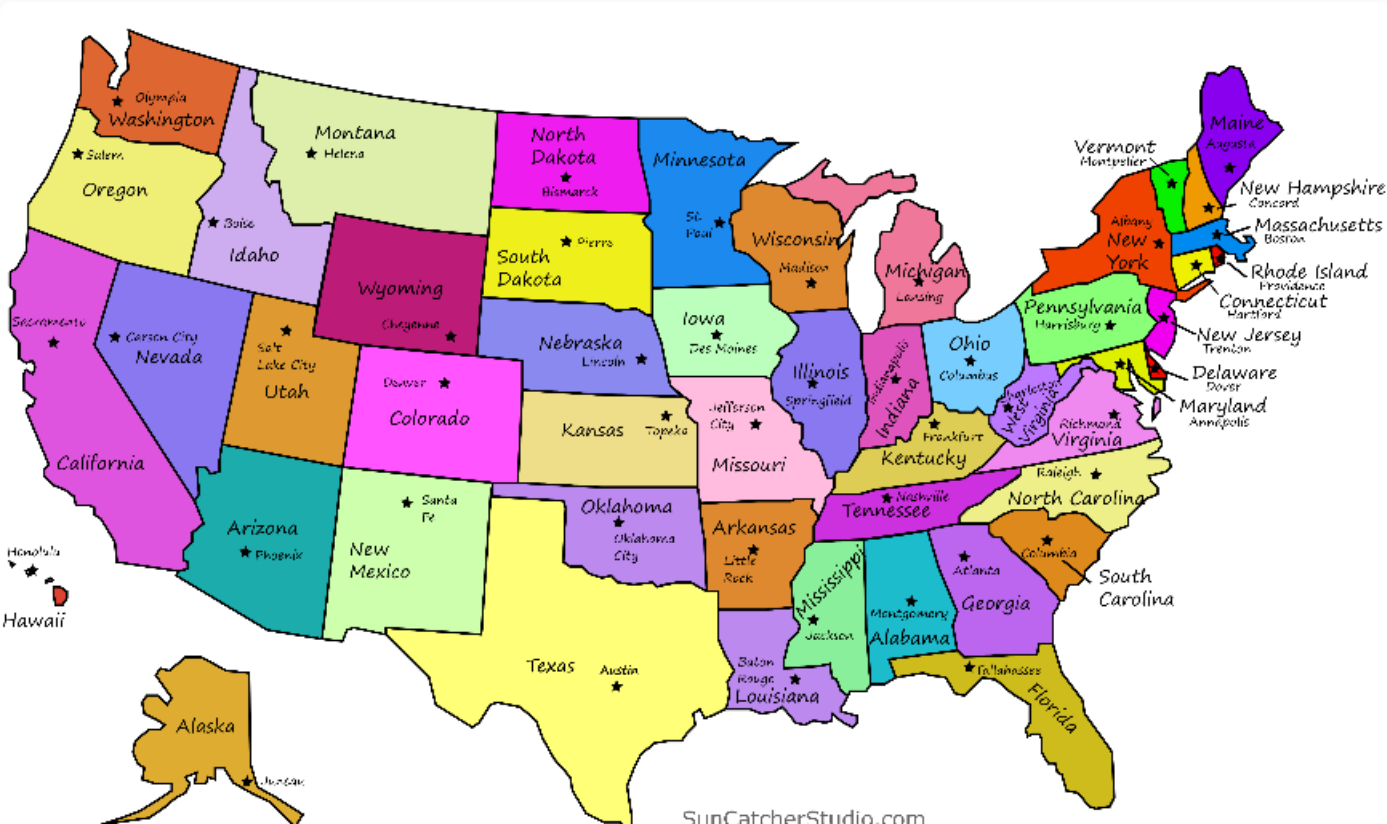 Olympia
Washington
Salem
Oregon
Montana
Helena
Boise
Idaho
North
Dakota
Bismarck
Minnesota
St.
Paul
Pierre
South
Dakota
Wisconsin
Madison
Michigan
Lansing
Vermont
Montpelier
Maine
Augusta
New Hampshire
Concord
Massachusetts
Boston
Albany
New
York
Rhode Island
Providence
Connecticut
Hartford
Wyoming
Cheyenne
Sacramento
Carson City
Nevada
Salt
Lake City
Utah
Nebraska
Lincoln
Iowa
Des Moines
Pennsylvania
Harrisburg
New Jersey
Trenton
Delaware
Dover
Maryland
Annapolis
Denver
Colorado
Illinois
Springfield
Indianapolis
Indiana
Ohio
Columbus
Charleston
West
Virginia
Richmond
Virginia
California
Kansas
Topeka
Jefferson
City
Missouri
Frankfurt
Kentucky
Raleigh
North Carolina
Nashville
Tennessee
Arizona
Phoenix
Santa
Fe
New
Mexico
Oklahoma
Oklahoma
City
Arkansas
Little
Rock
Mississippi
Jackson
Montgomery
Alabama
Atlanta
Georgia
Columbia
South
Carolina
Honolulu
Hawaii
Texas
Austin
Baton
Rouge
Louisiana
Tallahassee
Florida
Alaska
Juneau
SunCatcherStudio.com